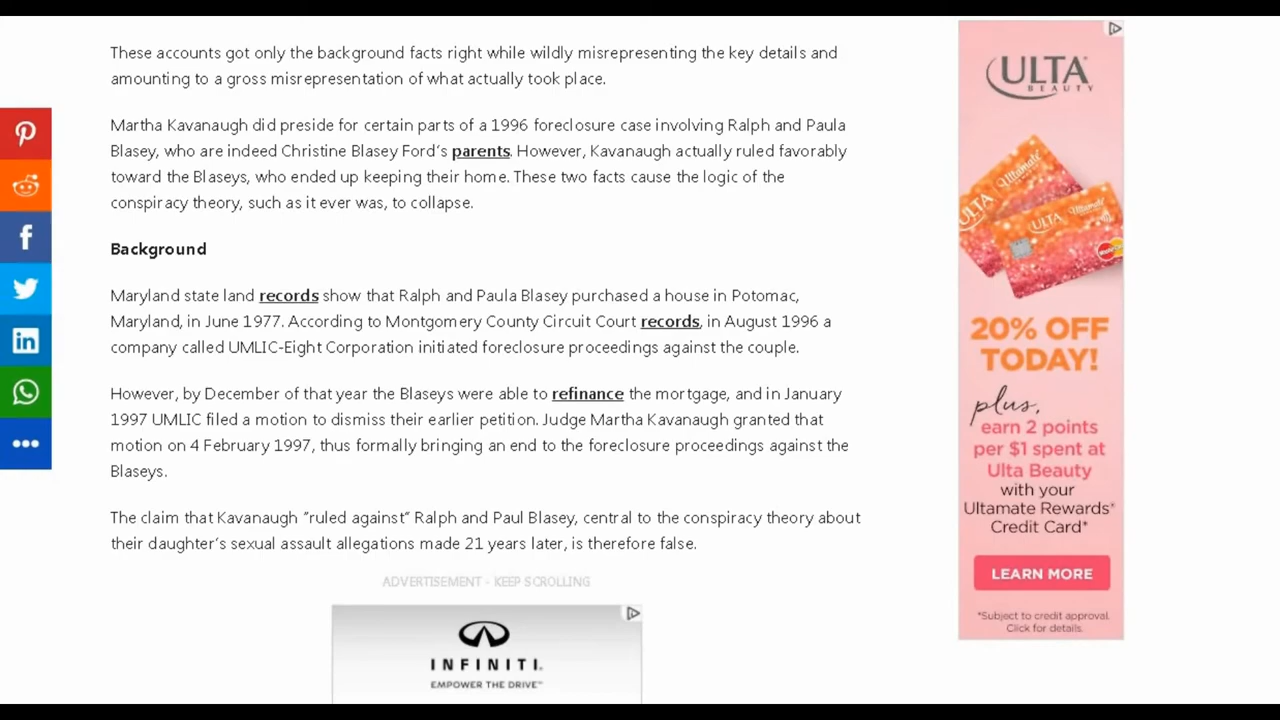 These accounts got only the background facts right while wildly misrepresenting the key details and
amounting to a gross misrepresentation of what actually took place.
Martha Kavanaugh did preside for certain parts of a 1996 foreclosure case involving Ralph and Paula
Blasey, who are indeed Christine Blasey Ford's parents. However, Kavanaugh actually ruled favorably
toward the Blaseys, who ended up keeping their home. These two facts cause the logic of the
conspiracy theory, such as it ever was, to collapse.
Background
Maryland state land records show that Ralph and Paula Blasey purchased a house in Potomac,
Maryland, in June 1977. According to Montgomery County Circuit Court records, in August 1996 a
company called UMLIC-Eight Corporation initiated foreclosure proceedings against the couple.
However, by December of that year the Blaseys were able to refinance the mortgage, and in January
1997 UMLIC filed a motion to dismiss their earlier petition. Judge Martha Kavanaugh granted that
motion on 4 February 1997, thus formally bringing an end to the foreclosure proceedings against the
Blaseys.
The claim that Kavanaugh "ruled against" Ralph and Paul Blasey, central to the conspiracy theory about
their daughter's sexual assault allegations made 21 years later, is therefore false.
ADVERTISEMENT - KEEP SCROLLING
INFINITI.
EMPOWER THE DRIVE™
ULTA
BEAUTY
Ultamate
ULTA
ULTA
Ultamate
20% OFF
TODAY!
plus,
earn 2 points
per $1 spent at
Ulta Beauty
with your
Ultamate Rewards*
Credit Card*
LEARN MORE
*Subject to credit approval.
Click for details.